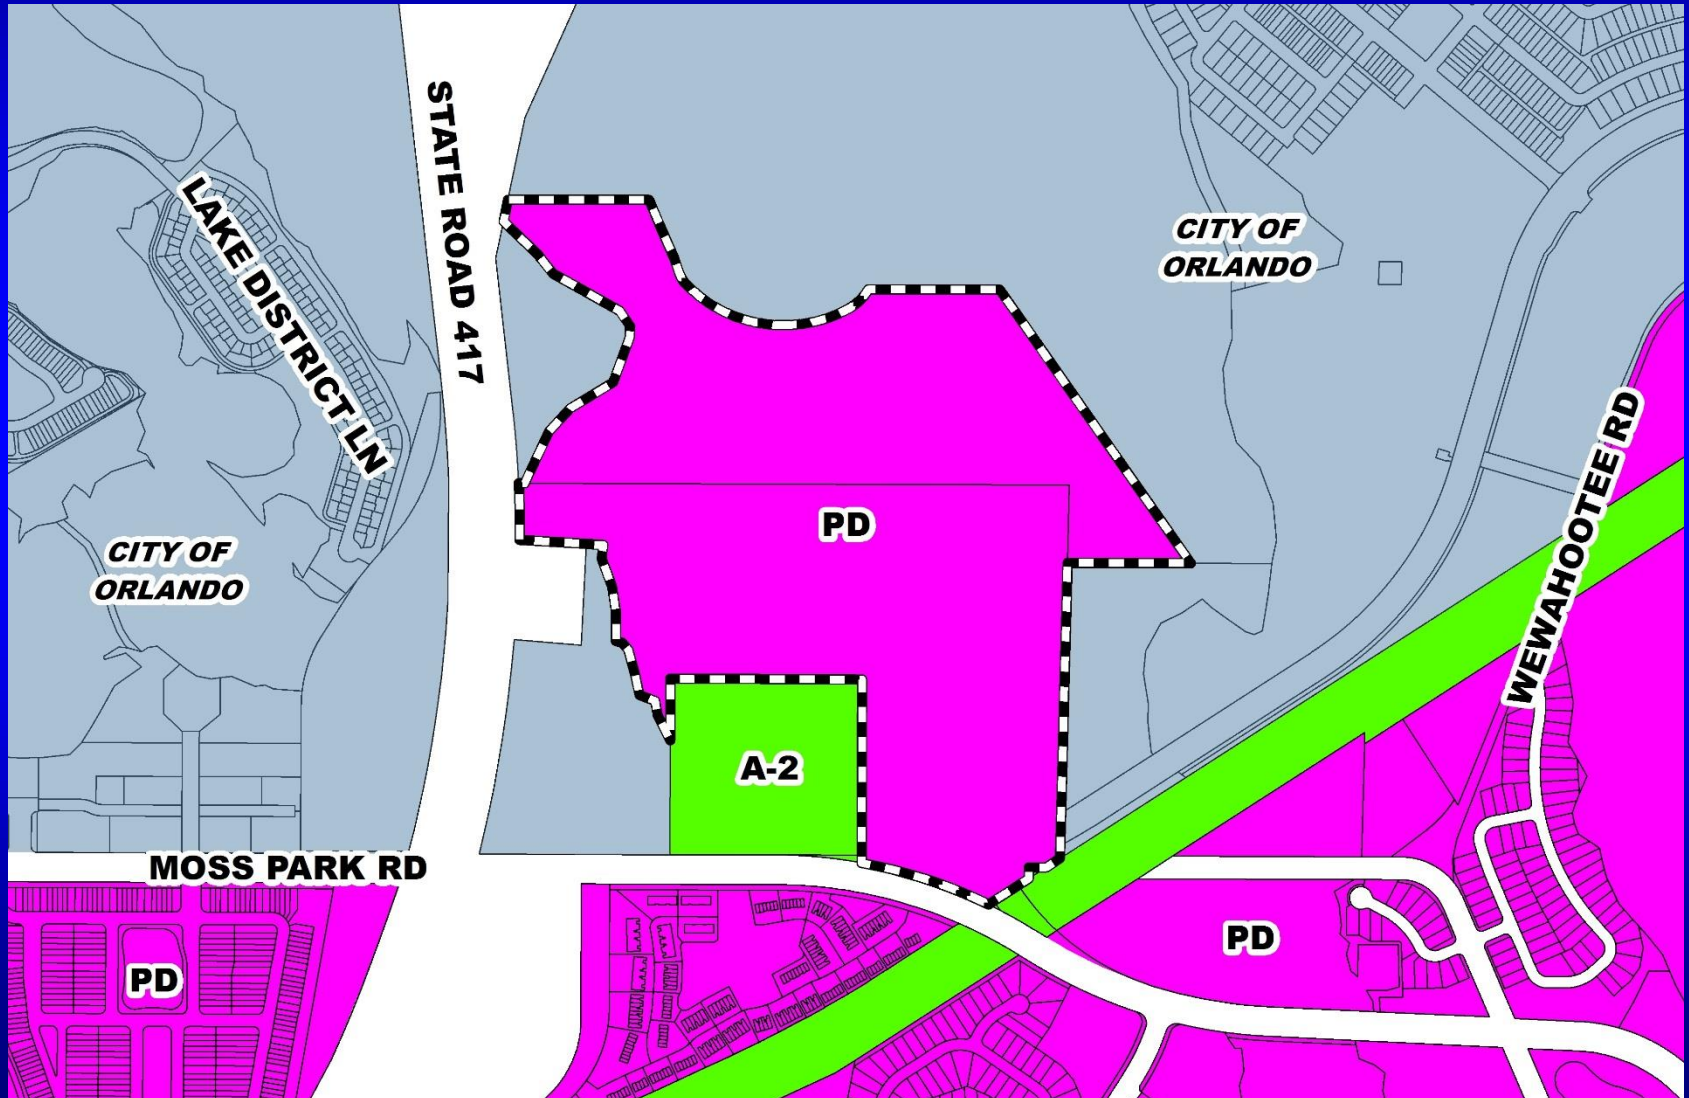 STATE ROAD 417
LAKE DISTRICT LN
CITY OF
ORLANDO
WEWAHOOTEE RD
PD
CITY OF
ORLANDO
A-2
MOSS PARK RD
PD
PD